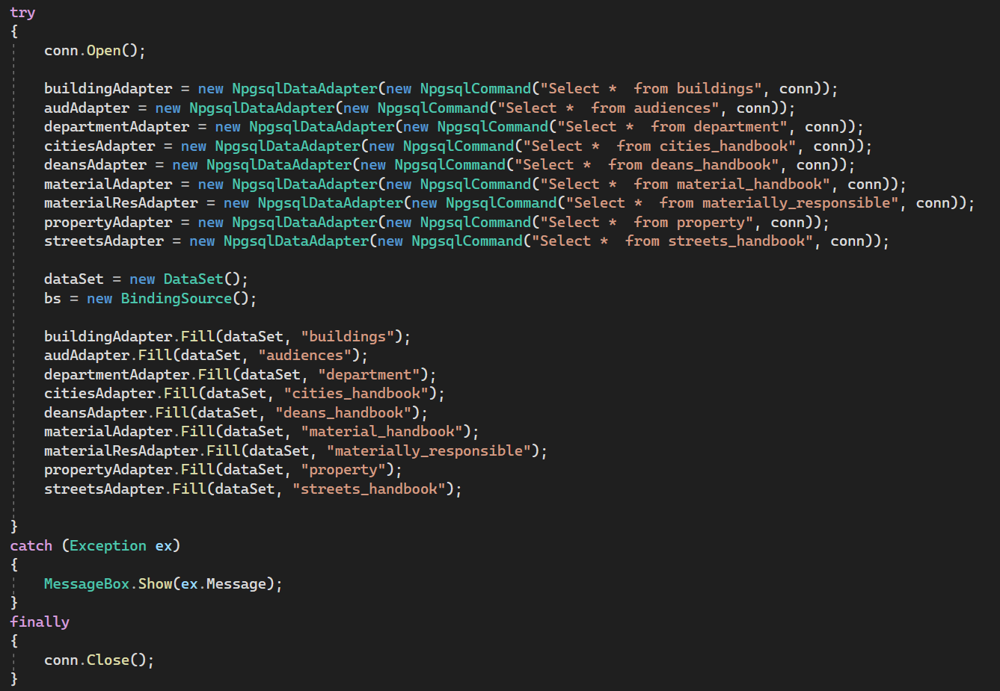 try
{
    conn.Open();

    buildingAdapter = new NpgsqlDataAdapter(new NpgsqlCommand("Select *  from buildings", conn));
    audAdapter = new NpgsqlDataAdapter(new NpgsqlCommand("Select *  from audiences", conn));
    departmentAdapter = new NpgsqlDataAdapter(new NpgsqlCommand("Select *  from department", conn));
    citiesAdapter = new NpgsqlDataAdapter(new NpgsqlCommand("Select *  from cities_handbook", conn));
    deansAdapter = new NpgsqlDataAdapter(new NpgsqlCommand("Select *  from deans_handbook", conn));
    materialAdapter = new NpgsqlDataAdapter(new NpgsqlCommand("Select *  from material_handbook", conn));
    materialResAdapter = new NpgsqlDataAdapter(new NpgsqlCommand("Select *  from materially_responsible", conn));
    propertyAdapter = new NpgsqlDataAdapter(new NpgsqlCommand("Select *  from property", conn));
    streetsAdapter = new NpgsqlDataAdapter(new NpgsqlCommand("Select *  from streets_handbook", conn));

    dataSet = new DataSet();
    bs = new BindingSource();

    buildingAdapter.Fill(dataSet, "buildings");
    audAdapter.Fill(dataSet, "audiences");
    departmentAdapter.Fill(dataSet, "department");
    citiesAdapter.Fill(dataSet, "cities_handbook");
    deansAdapter.Fill(dataSet, "deans_handbook");
    materialAdapter.Fill(dataSet, "material_handbook");
    materialResAdapter.Fill(dataSet, "materially_responsible");
    propertyAdapter.Fill(dataSet, "property");
    streetsAdapter.Fill(dataSet, "streets_handbook");

}
catch (Exception ex)
{
    MessageBox.Show(ex.Message);
}
finally
{
    conn.Close();
}